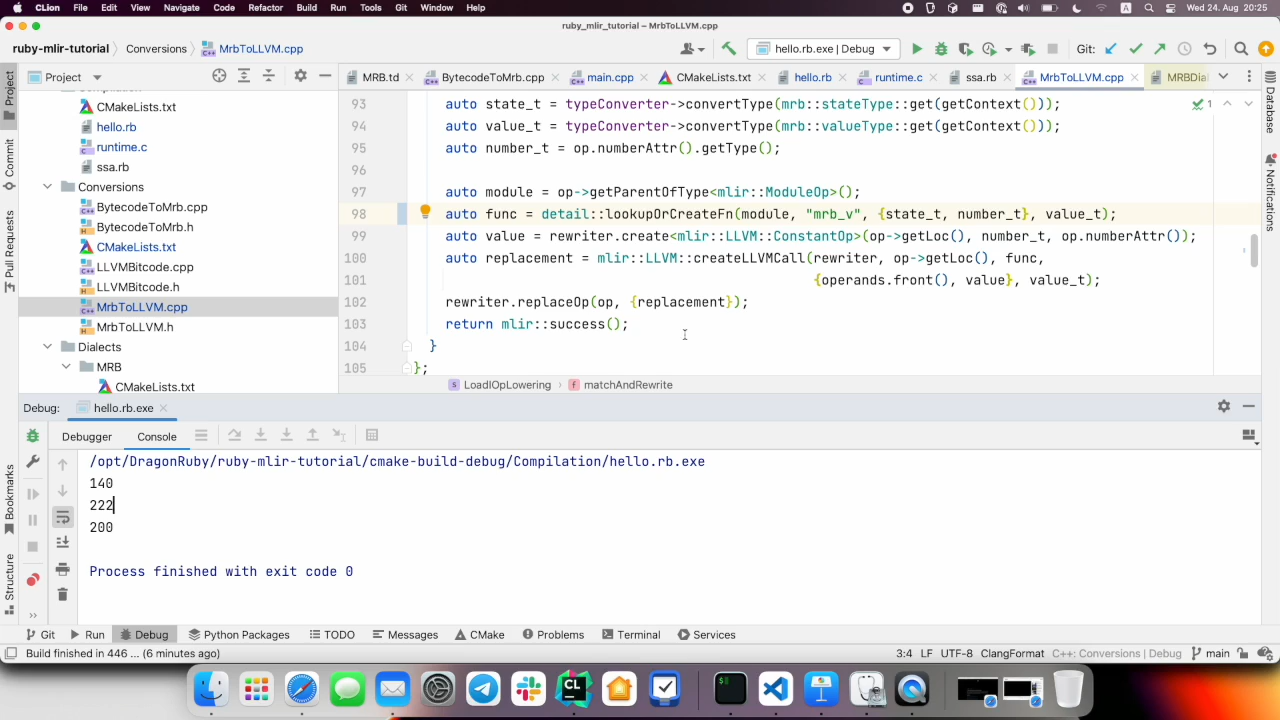 CLion File Edit View Navigate Code Refactor Build Run Tools Git Window Help A Wed 24. Aug 20:25
ruby_mlir_tutorial – MrbToLLVM.cpp
ruby-mlir-tutorial Conversions MrbToLLVM.cpp hello.rb.exe | Debug Git:
Project MRB.td BytecodeToMrb.cpp main.cpp CMakeLists.txt hello.rb runtime.c ssa.rb MrbToLLVM.cpp MRBDia
CMakeLists.txt
hello.rb
runtime.c
ssa.rb
Conversions
BytecodeToMrb.cpp
BytecodeToMrb.h
CMakeLists.txt
LLVMBitcode.cpp
LLVMBitcode.h
MrbToLLVM.cpp
MrbToLLVM.h
Dialects
MRB
CMakeLists.txt
93 auto state_t = typeConverter->convertType(mrb::stateType::get(getContext()));
94 auto value_t = typeConverter->convertType(mrb::valueType::get(getContext()));
95 auto number_t = op.numberAttr().getType();
96
97 auto module = op->getParentOfType<mlir::ModuleOp>();
98 auto func = detail::lookupOrCreateFn(module, "mrb_v", {state_t, number_t}, value_t);
99 auto value = rewriter.create<mlir::LLVM::ConstantOp>(op->getLoc(), number_t, op.numberAttr());
100 auto replacement = mlir::LLVM::createLLVMCall(rewriter, op->getLoc(), func,
101 {operands.front(), value}, value_t);
102 rewriter.replaceOp(op, {replacement});
103 return mlir::success();
104 }
105 };
1
LoadIOpLowering matchAndRewrite
Project
Commit
Pull Requests
Bookmarks
Structure
Database
Notifications
Debug: hello.rb.exe
Debugger Console
/opt/DragonRuby/ruby-mlir-tutorial/cmake-build-debug/Compilation/hello.rb.exe
140
222
200
Process finished with exit code 0
Git Run Debug Python Packages TODO Messages CMake Problems Terminal Services
Build finished in 446 ... (6 minutes ago) 3:4 LF UTF-8 ClangFormat C++: Conversions | Debug main
CL